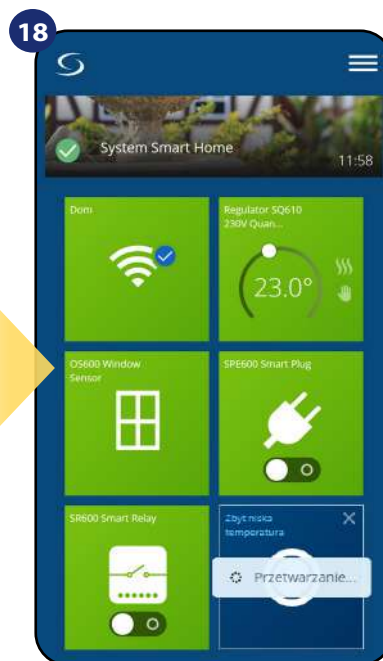 18
System Smart Home
11:58
Dom
Regulator SQ610
230V Quan...
23.0°
OS600 Window
Sensor
SPE600 Smart Plug
SR600 Smart Relay
Zbyt niska
temperatura
Przetwarzanie...